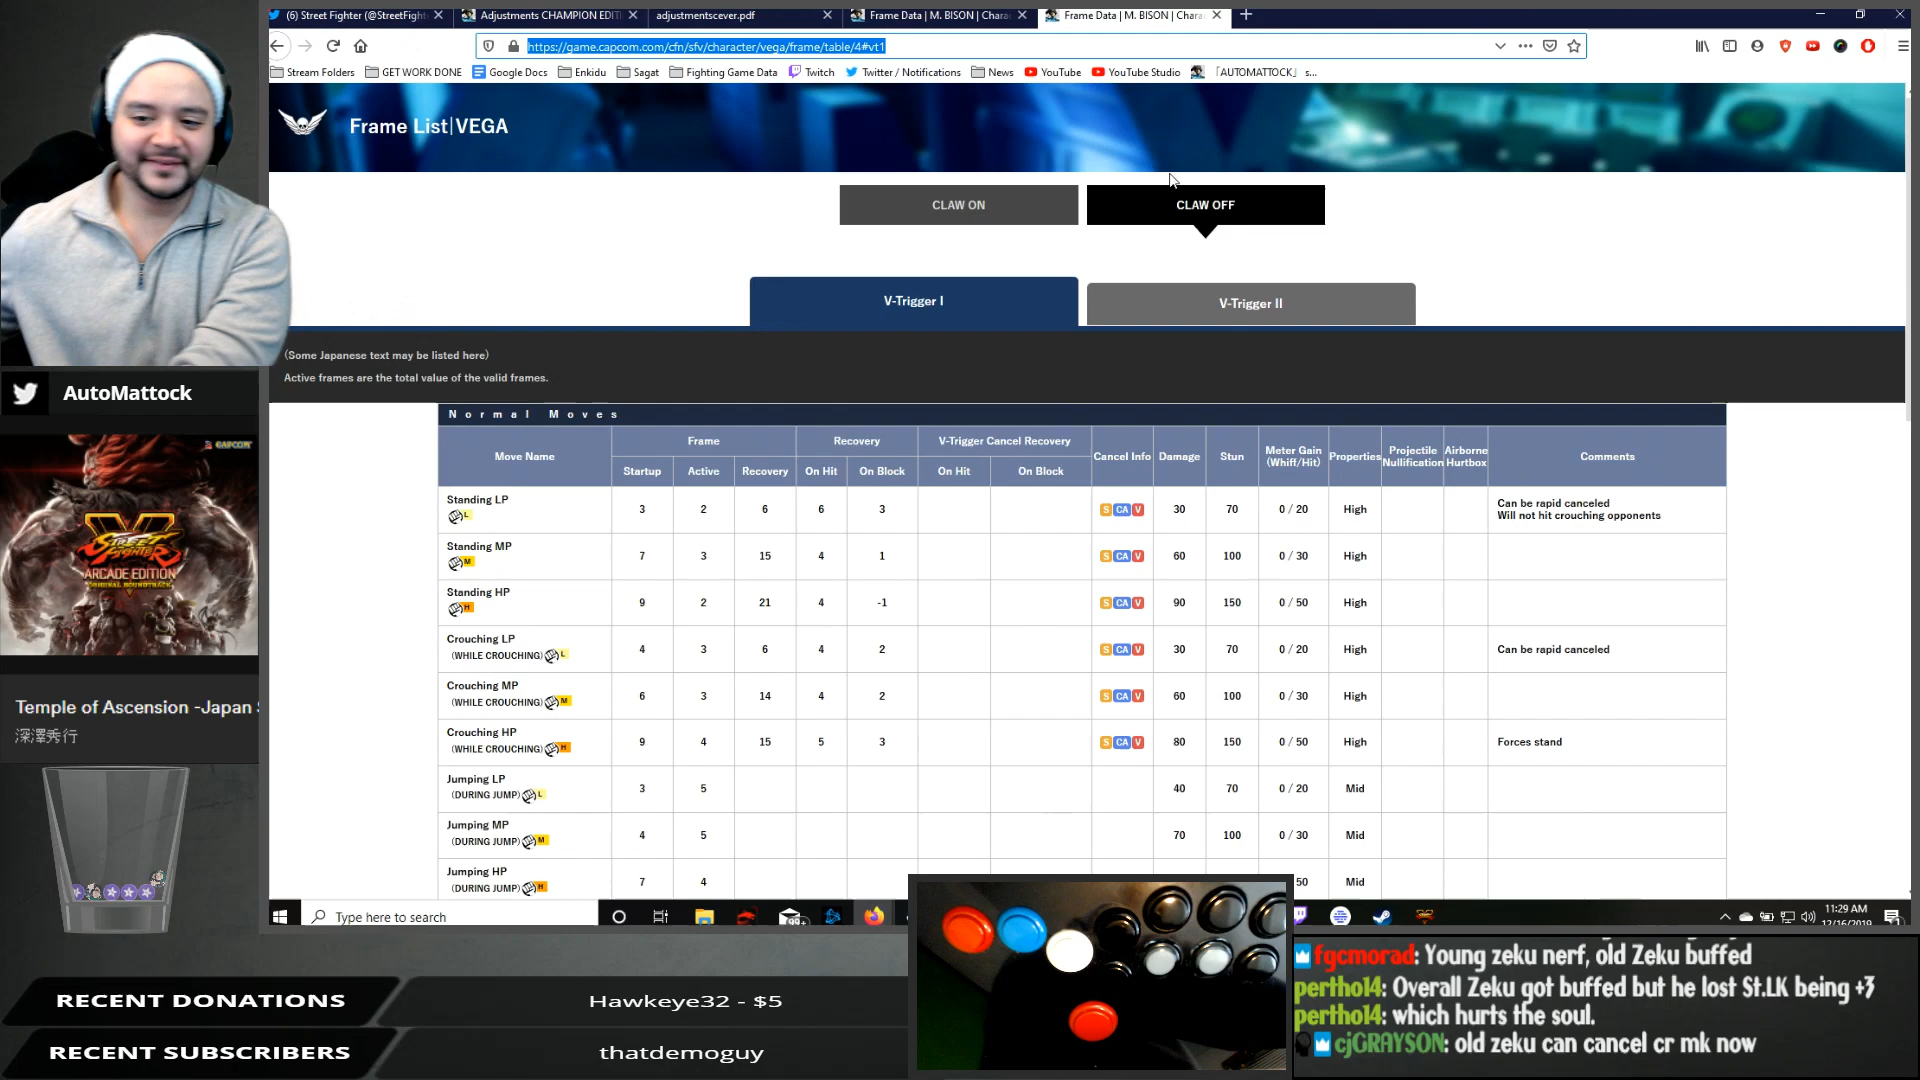 (6) Street Fighter (@StreetFight
Adjustments CHAMPION EDITI
adjustmentscever.pdf
Frame Data | M. BISON | Chara
Frame Data | M. BISON | Chara
https://game.capcom.com/cfn/sfv/character/vega/frame/table/4#vt1
Stream Folders
GET WORK DONE
Google Docs
Enkidu
Sagat
Fighting Game Data
Twitch
Twitter / Notifications
News
YouTube
YouTube Studio
「AUTOMATTOCK」 s...
Frame List|VEGA
CLAW ON
CLAW OFF
V-Trigger I
V-Trigger II
(Some Japanese text may be listed here)
Active frames are the total value of the valid frames.
Normal Moves
Move Name
Frame
Recovery
V-Trigger Cancel Recovery
Cancel Info
Damage
Stun
Meter Gain (Whiff/Hit)
Properties
Projectile Nullification
Airborne Hurtbox
Comments
Startup Active Recovery On Hit On Block On Hit On Block
Standing LP
L
3 2 6 6 3 S CA V 30 70 0 / 20 High
Can be rapid canceled
Will not hit crouching opponents
Standing MP
M
7 3 15 4 1 S CA V 60 100 0 / 30 High
Standing HP
H
9 2 21 4 -1 S CA V 90 150 0 / 50 High
Crouching LP
(WHILE CROUCHING) L
4 3 6 4 2 S CA V 30 70 0 / 20 High Can be rapid canceled
Crouching MP
(WHILE CROUCHING) M
6 3 14 4 2 S CA V 60 100 0 / 30 High
Crouching HP
(WHILE CROUCHING) H
9 4 15 5 3 S CA V 80 150 0 / 50 High Forces stand
Jumping LP
(DURING JUMP) L
3 5 40 70 0 / 20 Mid
Jumping MP
(DURING JUMP) M
4 5 70 100 0 / 30 Mid
Jumping HP
(DURING JUMP) H
7 4 50 Mid
Type here to search
99+
11:29 AM
12/16/2019
AutoMattock
CAPCOM
STREET FIGHTER
V
ARCADE EDITION
ORIGINAL SOUNDTRACK
Temple of Ascension -Japan S
深澤秀行
RECENT DONATIONS
Hawkeye32 - $5
RECENT SUBSCRIBERS
thatdemoguy
fgcmorad: Young zeku nerf, old Zeku buffed
pertho14: Overall Zeku got buffed but he lost St.LK being +3
pertho14: which hurts the soul.
cjGRAYSON: old zeku can cancel cr mk now